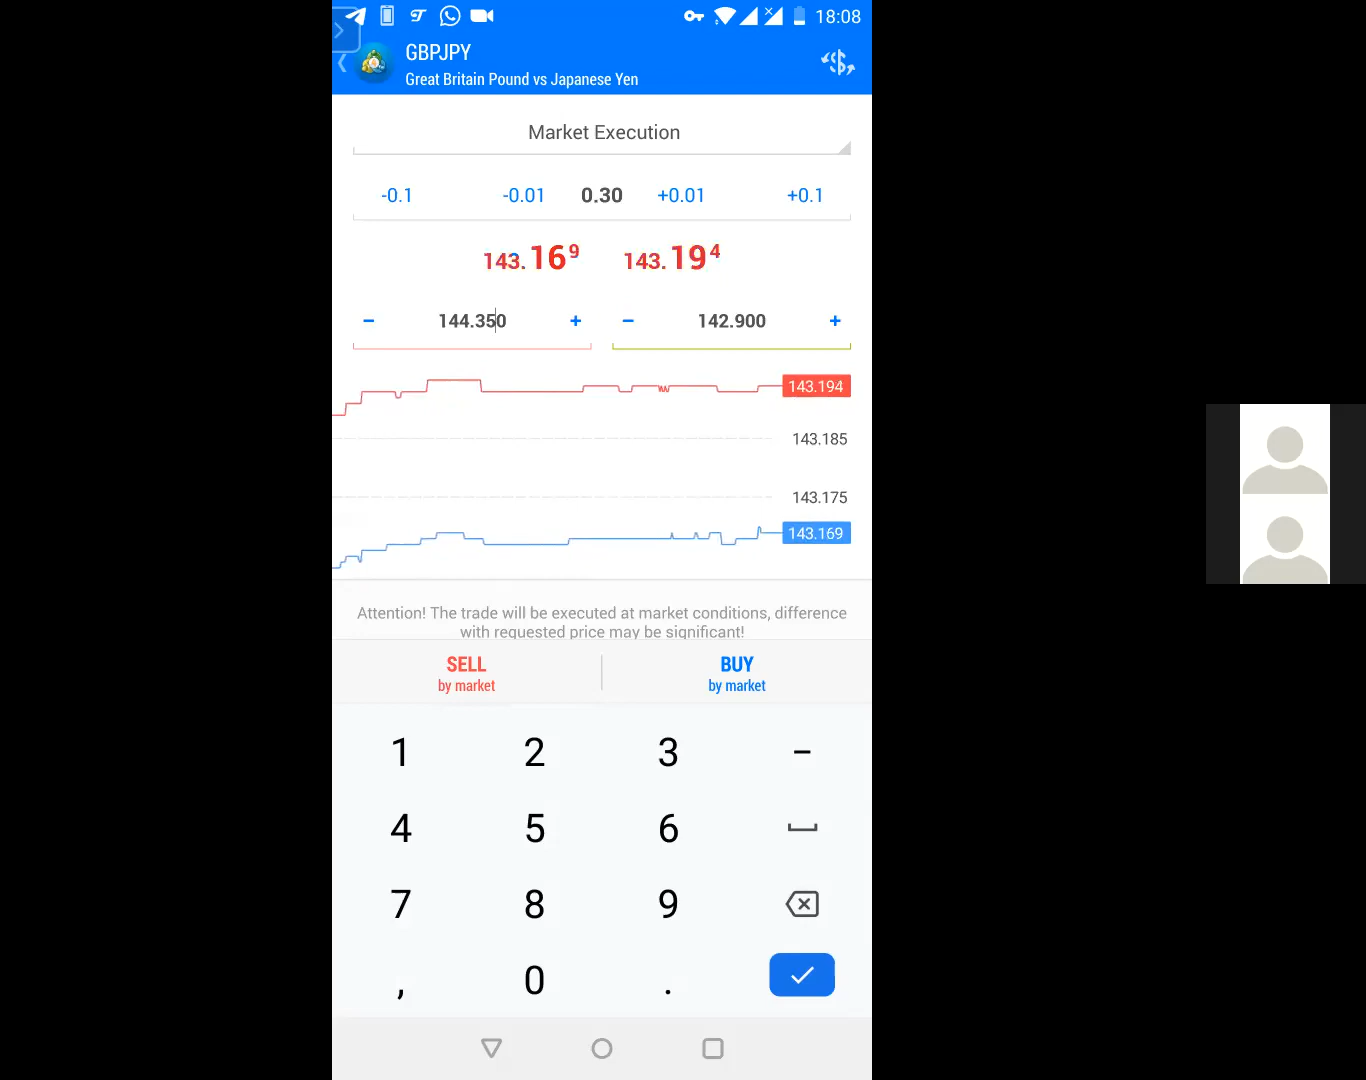 18:08
GBPJPY
Great Britain Pound vs Japanese Yen
Market Execution
-0.1 -0.01 0.30 +0.01 +0.1
143.169 143.194
− 144.350 + − 142.900 +
143.194
143.185
143.175
143.169
Attention! The trade will be executed at market conditions, difference
with requested price may be significant!
SELL BUY
by market by market
1 2 3 −
4 5 6
7 8 9
, 0 .